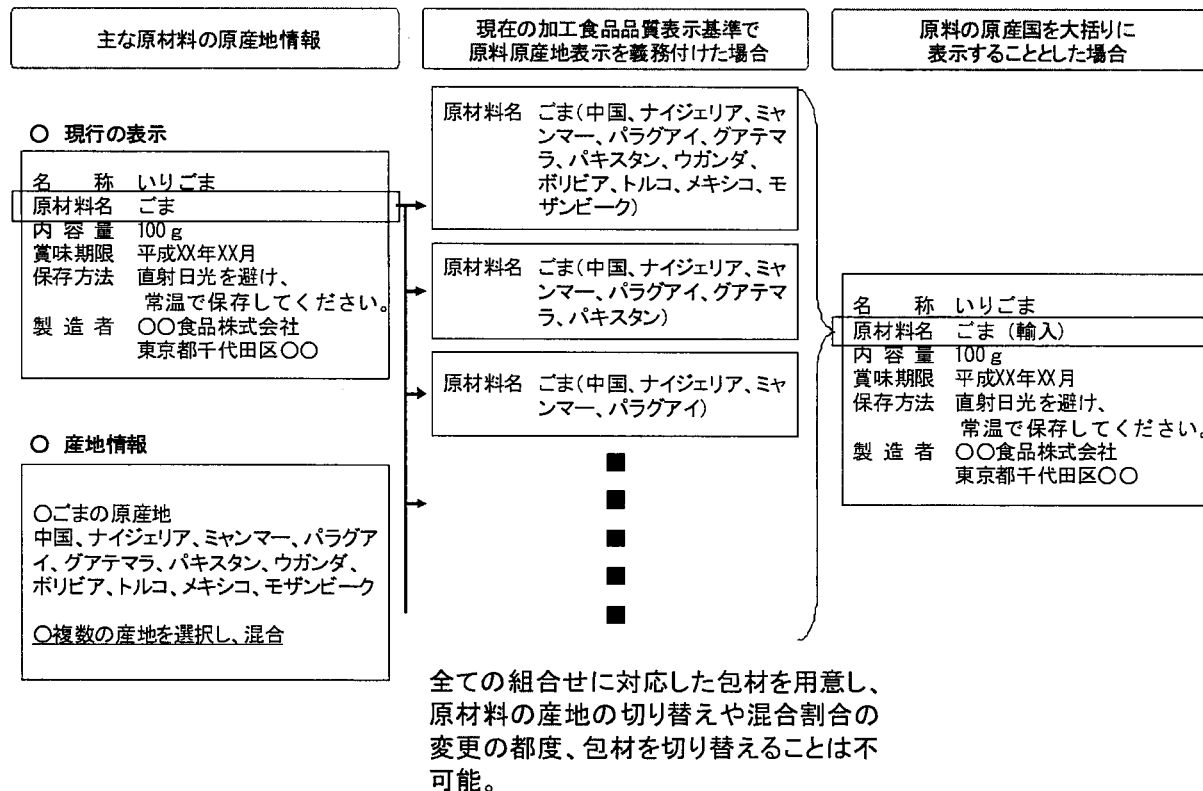 主な原材料の原産地情報
○ 現行の表示
名　　称　いりごま
原材料名　ごま
内 容 量　100ｇ
賞味期限　平成XX年XX月
保存方法　直射日光を避け、
常温で保存してください。
製 造 者　○○食品株式会社
東京都千代田区○○
○ 産地情報
○ごまの原産地
中国、ナイジェリア、ミャンマー、パラグア
イ、グアテマラ、パキスタン、ウガンダ、
ボリビア、トルコ、メキシコ、モザンビーク
○複数の産地を選択し、混合
現在の加工食品品質表示基準で
原料原産地表示を義務付けた場合
原材料名　ごま（中国、ナイジェリア、ミャ
ンマー、パラグアイ、グアテマ
ラ、パキスタン、ウガンダ、
ボリビア、トルコ、メキシコ、モ
ザンビーク）
原材料名　ごま（中国、ナイジェリア、ミャ
ンマー、パラグアイ、グアテマ
ラ、パキスタン）
原材料名　ごま（中国、ナイジェリア、ミャ
ンマー、パラグアイ）
全ての組合せに対応した包材を用意し、
原材料の産地の切り替えや混合割合の
変更の都度、包材を切り替えることは不
可能。
原料の原産国を大括りに
表示することとした場合
名　　称　いりごま
原材料名　ごま（輸入）
内 容 量　100ｇ
賞味期限　平成XX年XX月
保存方法　直射日光を避け、
常温で保存してください。
製 造 者　○○食品株式会社
東京都千代田区○○